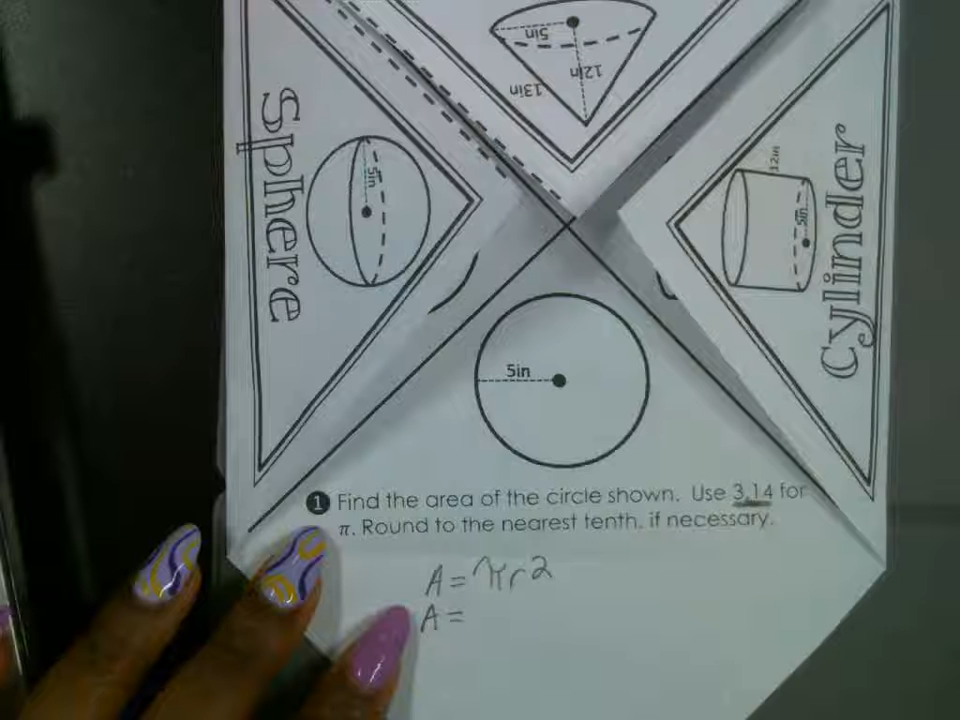 5in
12in
13in
Sphere
5in
12in
5in
Cylinder
5in
1 Find the area of the circle shown. Use 3.14 for
π. Round to the nearest tenth, if necessary.
A = πr2
A =